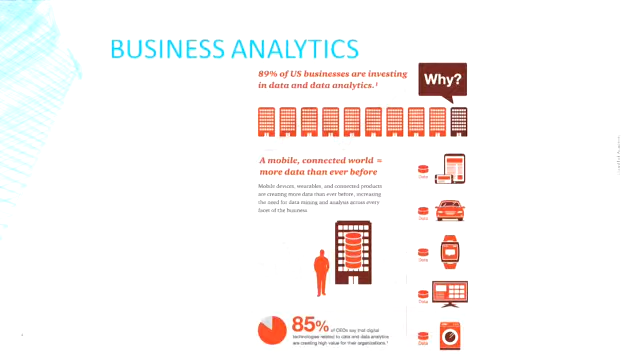 BUSINESS ANALYTICS
89% of US businesses are investing
in data and data analytics.¹
Why?
A mobile, connected world =
more data than ever before
Mobile devices, wearables, and connected products
are creating more data than ever before, increasing
the need for data mining and analysis across every
facet of the business.
Data
Data
Data
Data
Data
85% of CEOs say that digital
technologies related to data and data analytics
are creating high value for their organizations.²